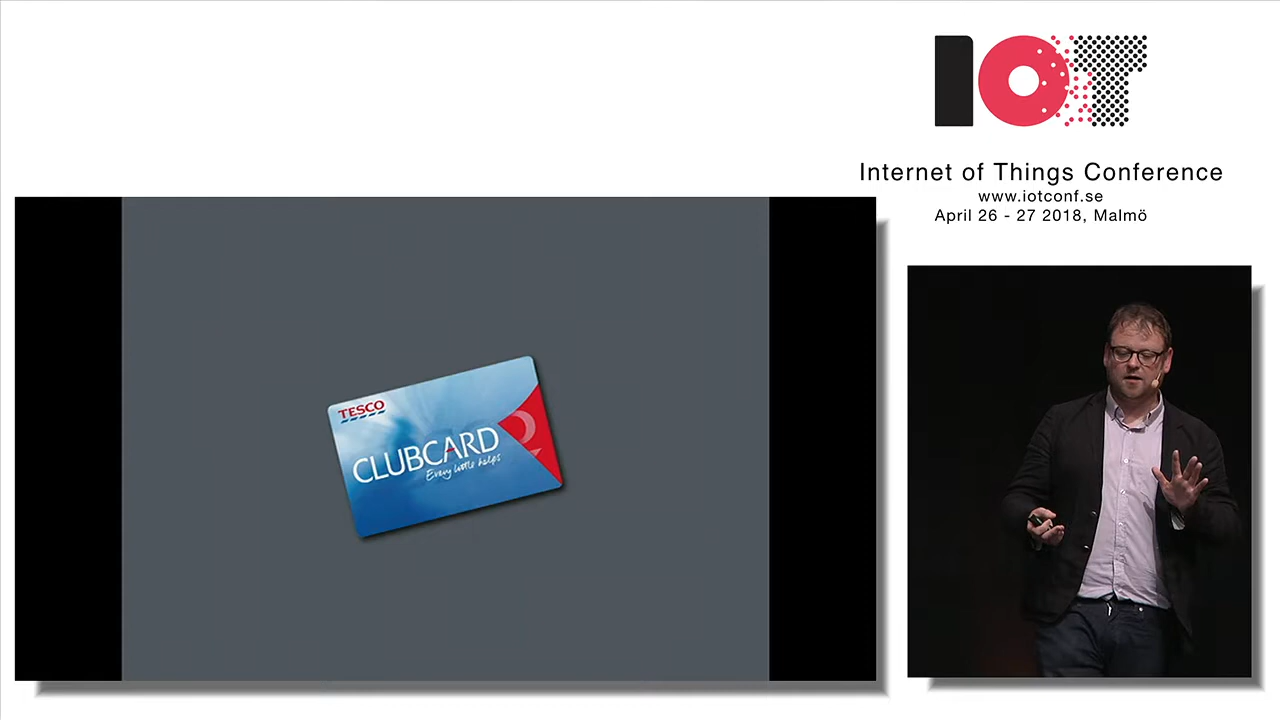 IOT
Internet of Things Conference
www.iotconf.se
April 26 - 27 2018, Malmö
TESCO
CLUBCARD
Every little helps